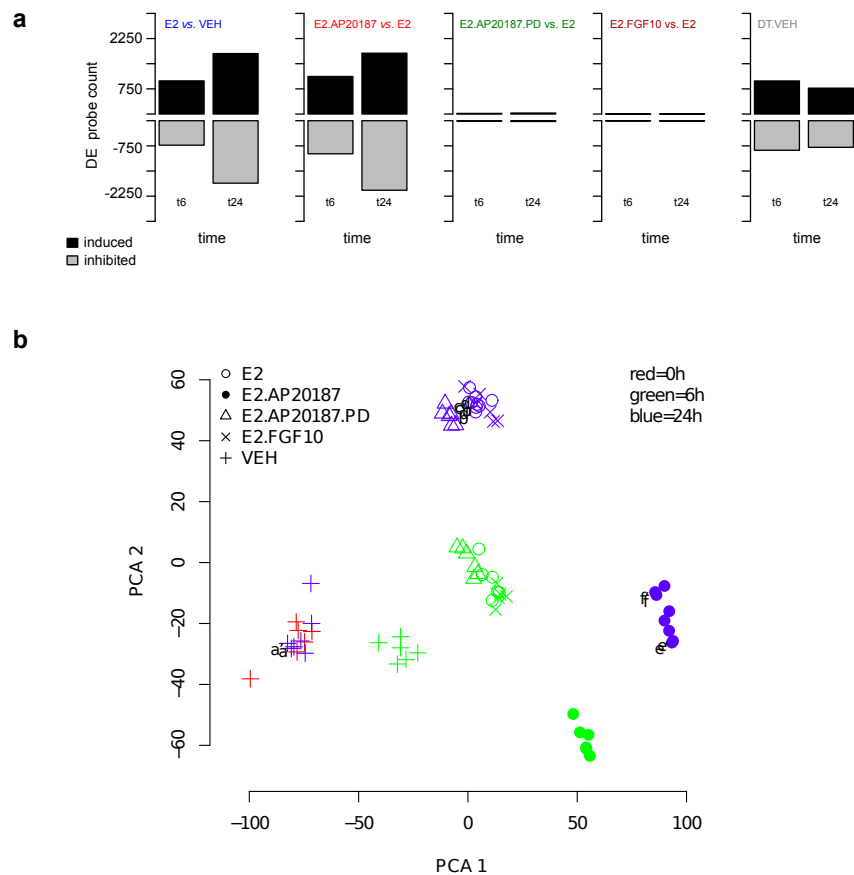 a
E2 vs. VEH
E2.AP20187 vs. E2
E2.AP20187.PD vs. E2
E2.FGF10 vs. E2
DT.VEH
DE probe count
2250
750
-750
-2250
t6 t24
t6 t24
t6 t24
t6 t24
t6 t24
time
time
time
time
time
induced
inhibited
b
E2
E2.AP20187
E2.AP20187.PD
E2.FGF10
VEH
red=0h
green=6h
blue=24h
PCA 2
60
40
20
0
−20
−40
−60
a a
f f
e e
−100 −50 0 50 100
PCA 1